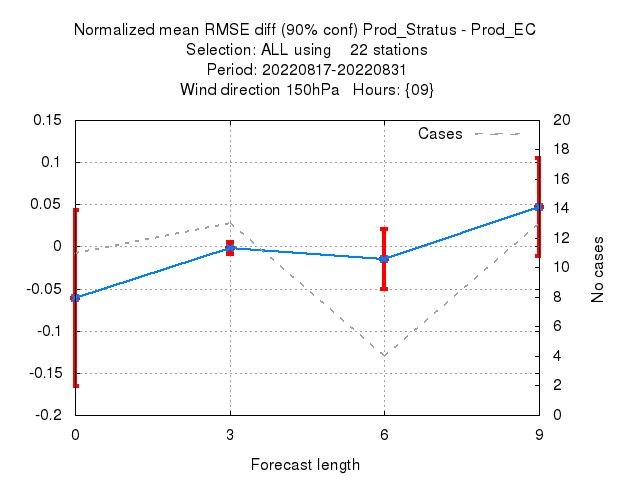 Normalized mean RMSE diff (90% conf) Prod_Stratus - Prod_EC
Selection: ALL using    22 stations
Period: 20220817-20220831
Wind direction 150hPa   Hours: {09}
Cases
0.15
0.1
0.05
0
-0.05
-0.1
-0.15
-0.2
20
18
16
14
12
10
8
6
4
2
0
No cases
0 3 6 9
Forecast length